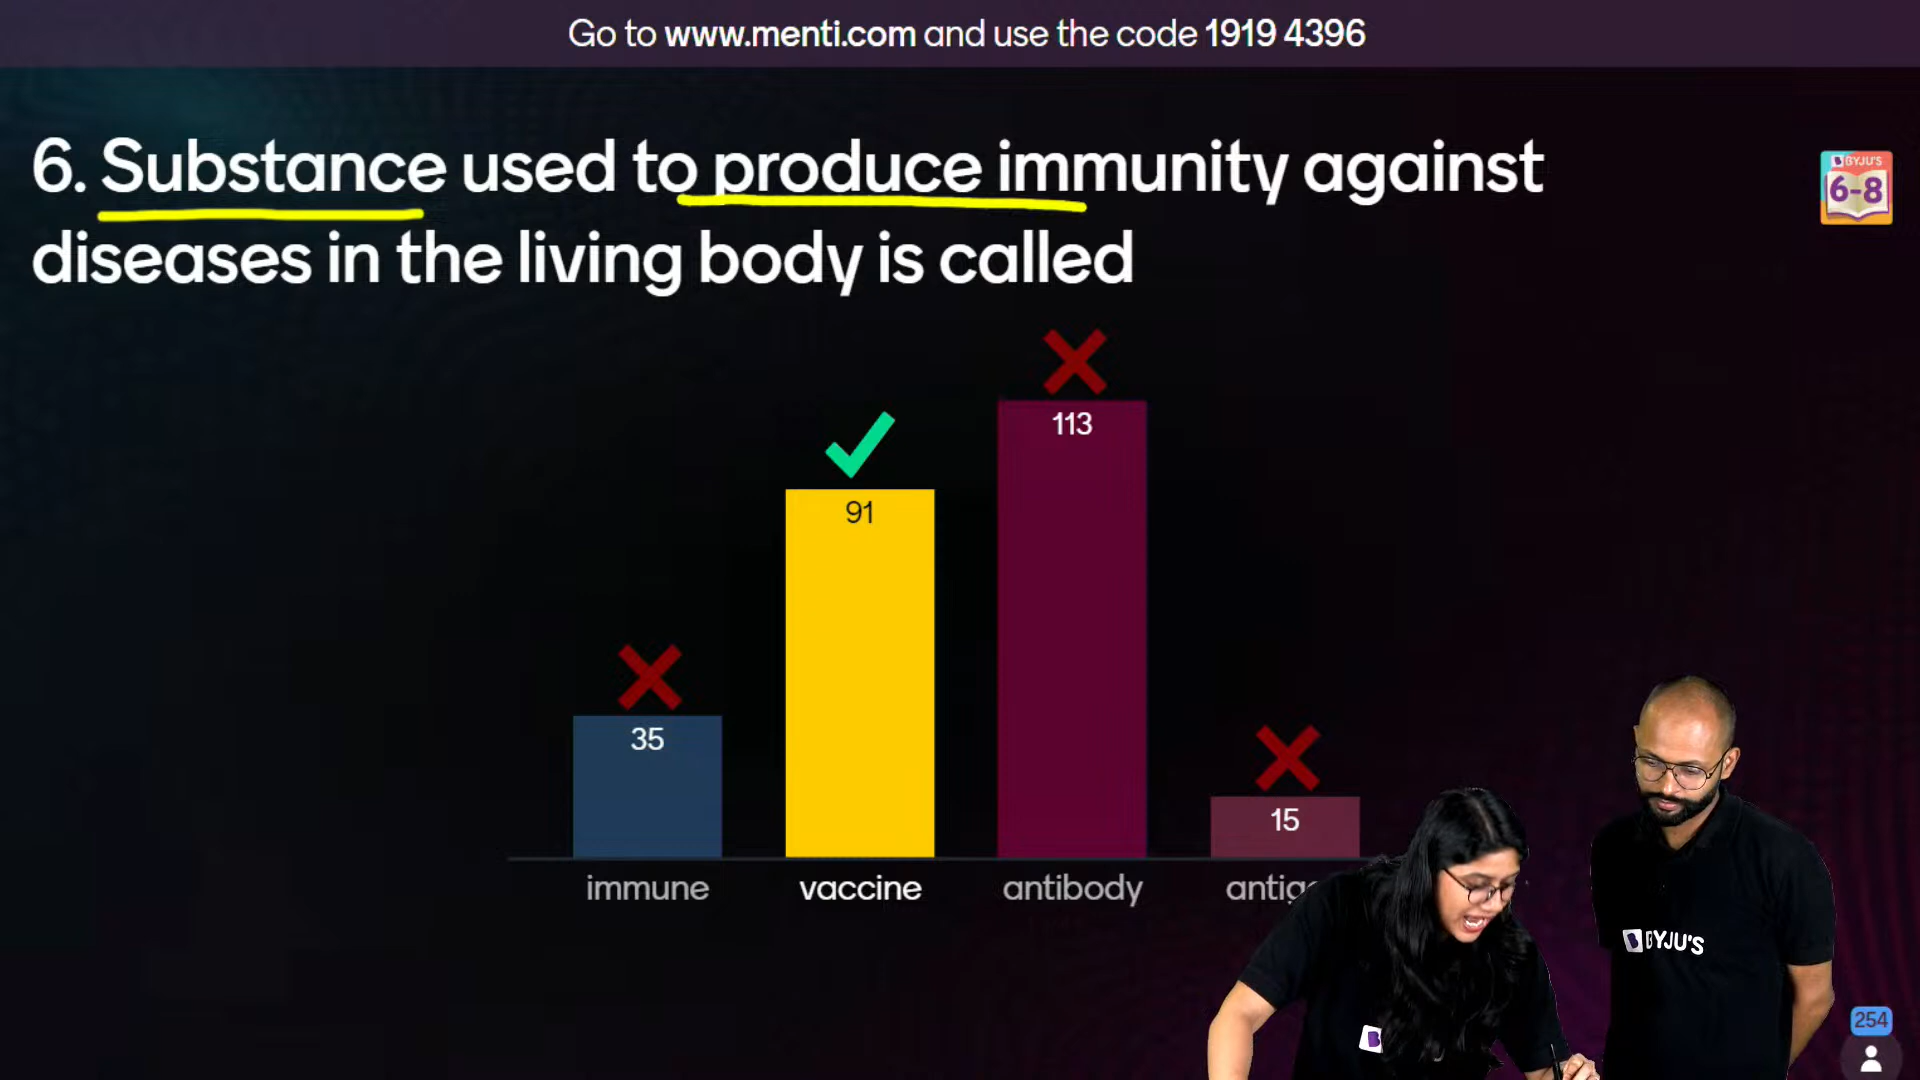 Go to www.menti.com and use the code 1919 4396
6. Substance used to produce immunity against
diseases in the living body is called
BYJU'S
6-8
113
91
35
15
immune vaccine antibody
BYJU'S
254